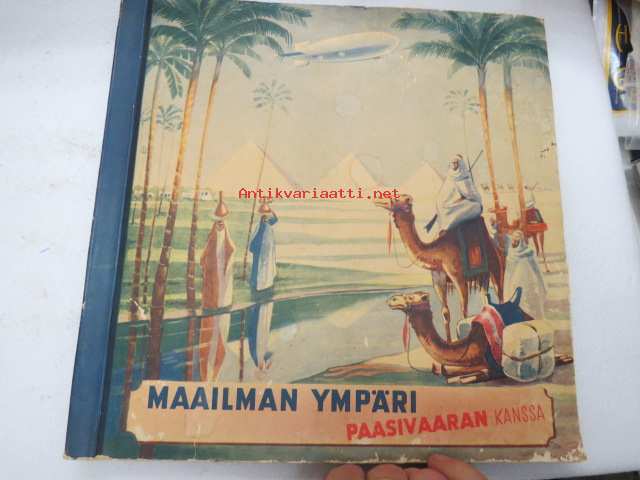 Antikvariaatti.net
MAAILMAN YMPÄRI
PAASIVAARAN KANSSA